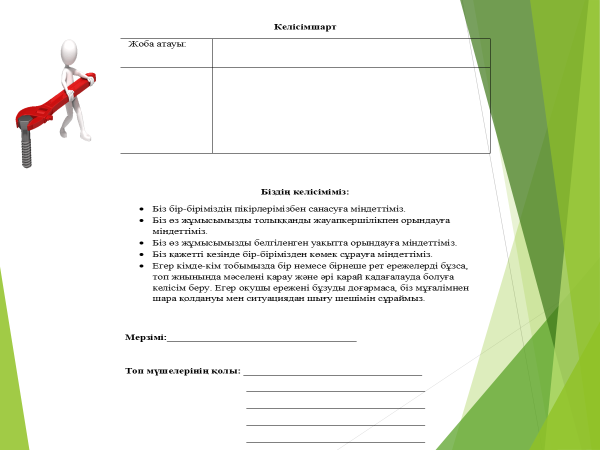 Келісімшарт
Жоба атауы:
Біздің келісіміміз:
Біз бір-біріміздің пікірлерімізбен санасуға міндеттіміз.
Біз өз жұмысымызды толыққанды жауапкершілікпен орындауға
міндеттіміз.
Біз өз жұмысымызды белгіленген уақытта орындауға міндеттіміз.
Біз қажетті кезінде бір-бірімізден көмек сұрауға міндеттіміз.
Егер кімде-кім тобымызда бір немесе бірнеше рет ережелерді бұзса,
топ жиынында мәселені қарау және әрі қарай қадағалауда болуға
келісім беру. Егер оқушы ережені бұзуды доғармаса, біз мұғалімнен
шара қолдануы мен ситуациядан шығу шешімін сұраймыз.
Мерзімі:
Топ мүшелерінің қолы: